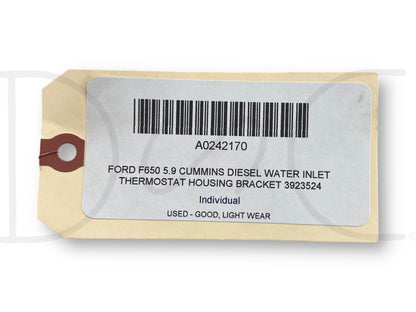 A0242170
FORD F650 5.9 CUMMINS DIESEL WATER INLET
THERMOSTAT HOUSING BRACKET 3923524
Individual
USED - GOOD, LIGHT WEAR